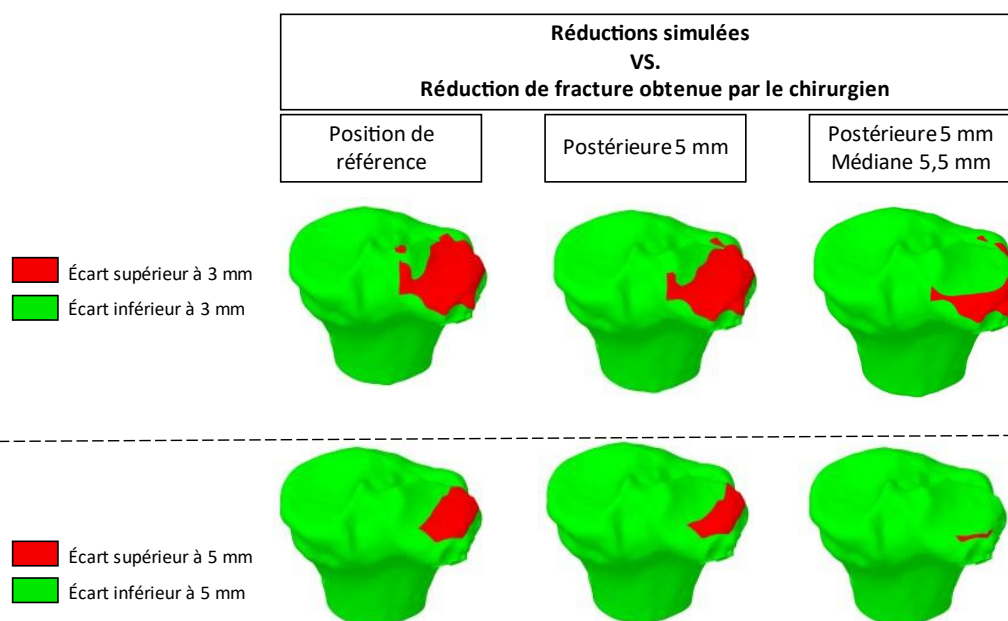 Réductions simulées
VS.
Réduction de fracture obtenue par le chirurgien
Position de
référence
Postérieure 5 mm
Postérieure 5 mm
Médiane 5,5 mm
Écart supérieur à 3 mm
Écart inférieur à 3 mm
Écart supérieur à 5 mm
Écart inférieur à 5 mm